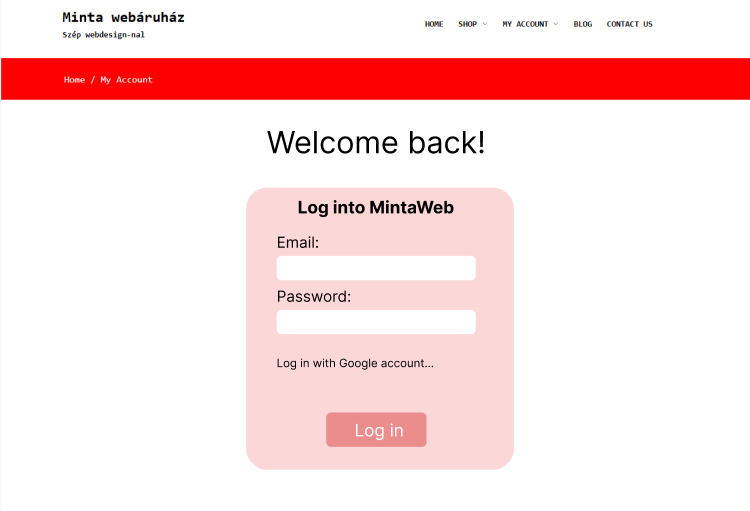 Minta webáruház
Szép webdesign-nal
HOME SHOP MY ACCOUNT BLOG CONTACT US
Home / My Account
Welcome back!
Log into MintaWeb
Email:
Password:
Log in with Google account...
Log in